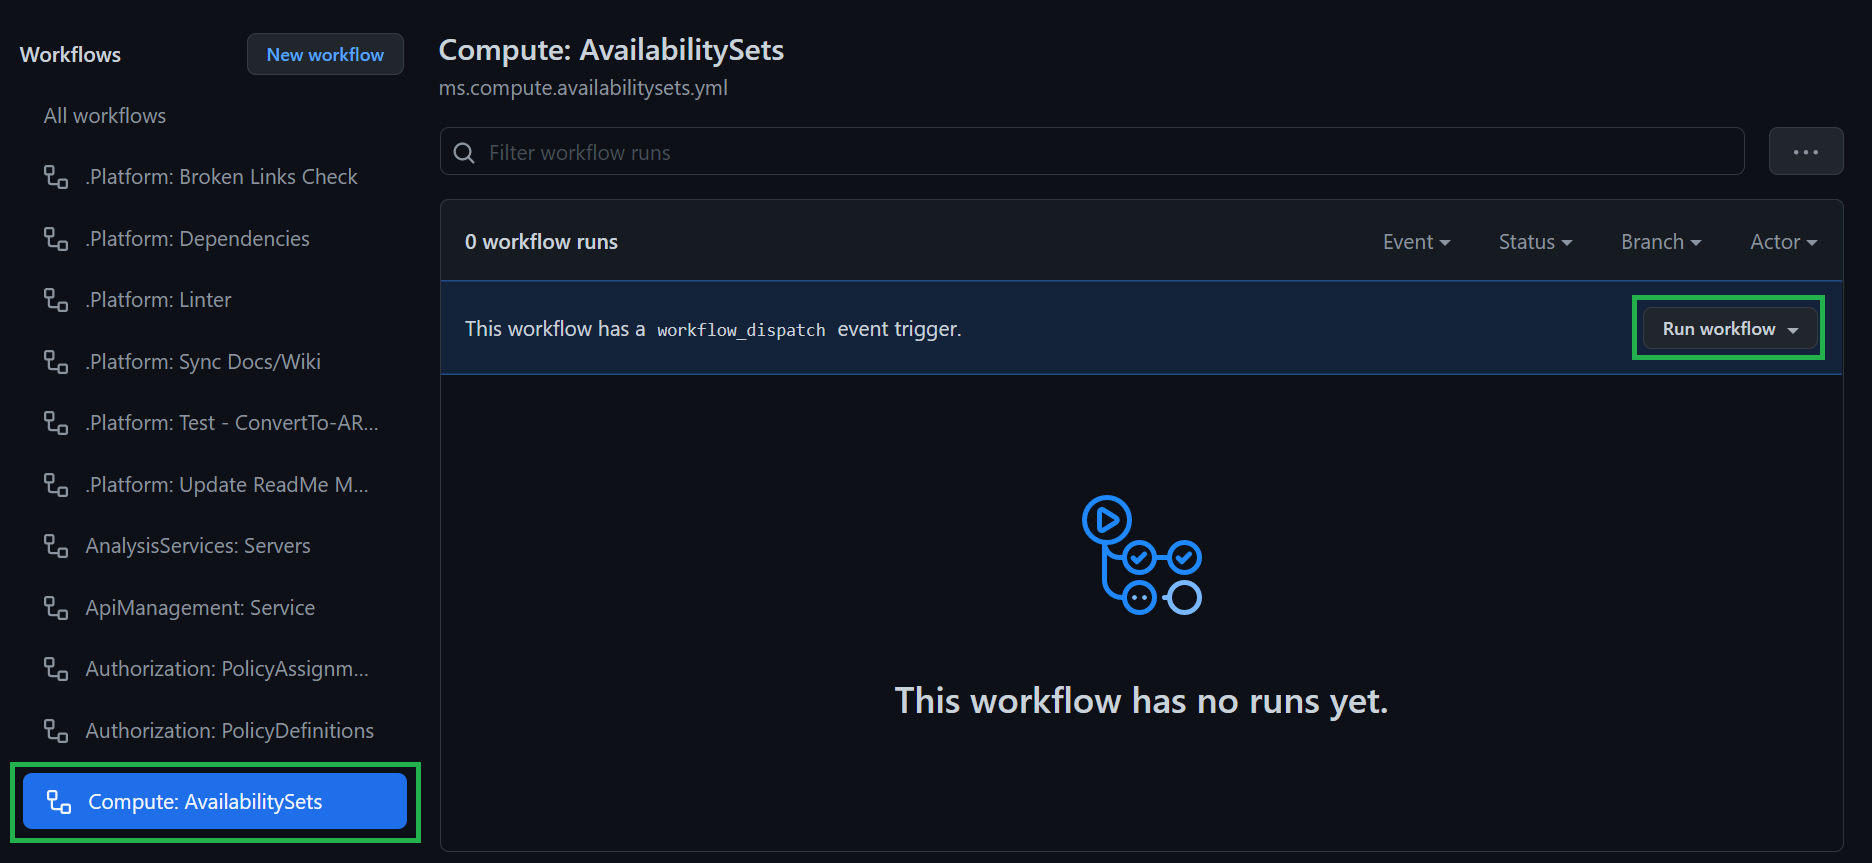 Workflows
New workflow
All workflows
.Platform: Broken Links Check
.Platform: Dependencies
.Platform: Linter
.Platform: Sync Docs/Wiki
.Platform: Test - ConvertTo-AR...
.Platform: Update ReadMe M...
AnalysisServices: Servers
ApiManagement: Service
Authorization: PolicyAssignm...
Authorization: PolicyDefinitions
Compute: AvailabilitySets
Compute: AvailabilitySets
ms.compute.availabilitysets.yml
Filter workflow runs
0 workflow runs
Event
Status
Branch
Actor
This workflow has a workflow_dispatch event trigger.
Run workflow
This workflow has no runs yet.